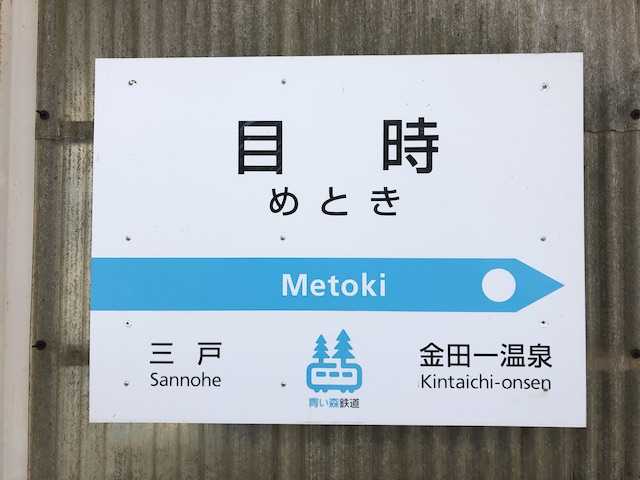 目時
めとき
Metoki
三戸
Sannohe
青い森鉄道
金田一温泉
Kintaichi-onsen